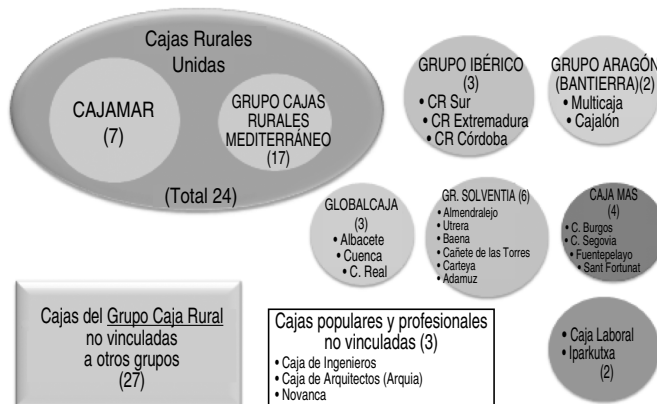 Cajas Rurales
Unidas
CAJAMAR
(7)
GRUPO CAJAS
RURALES
MEDITERRÁNEO
(17)
(Total 24)
GRUPO IBÉRICO
(3)
• CR Sur
• CR Extremadura
• CR Córdoba
GRUPO ARAGÓN
(BANTIERRA)(2)
• Multicaja
• Cajalón
GLOBALCAJA
(3)
• Albacete
• Cuenca
• C. Real
GR. SOLVENTIA (6)
• Almendralejo
• Utrera
• Baena
• Cañete de las Torres
• Carteya
• Adamuz
CAJA MAS
(4)
• C. Burgos
• C. Segovia
• Fuentepelayo
• Sant Fortunat
Cajas del Grupo Caja Rural
no vinculadas
a otros grupos
(27)
Cajas populares y profesionales
no vinculadas (3)
• Caja de Ingenieros
• Caja de Arquitectos (Arquia)
• Novanca
• Caja Laboral
• Iparkutxa
(2)